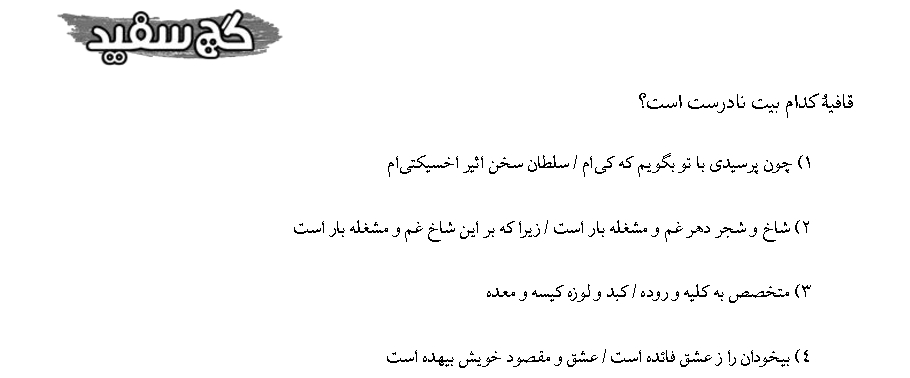 گچ سفید
قافیهٔ کدام بیت نادرست است؟
۱) چون پرسیدی با تو بگویم که کی‌ام / سلطان سخن اثیر اخسیکتی‌ام
۲) شاخ و شجر دهر غم و مشغله بار است / زیرا که بر این شاخ غم و مشغله بار است
۳) متخصص به کلیه و روده / کبد و لوزه کیسه و معده
۴) بیخودان را ز عشق فائده است / عشق و مقصود خویش بیهده است